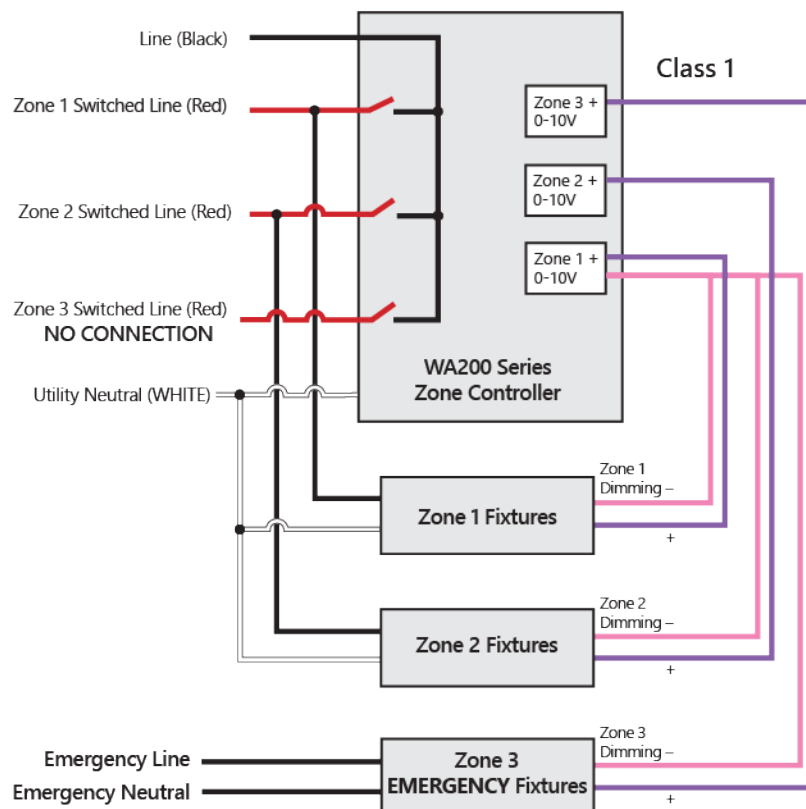 Line (Black)
Class 1
Zone 1 Switched Line (Red)
Zone 3 +
0-10V
Zone 2 Switched Line (Red)
Zone 2 +
0-10V
Zone 1 +
0-10V
Zone 3 Switched Line (Red)
NO CONNECTION
WA200 Series
Zone Controller
Utility Neutral (WHITE)
Zone 1
Dimming –
Zone 1 Fixtures
+
Zone 2
Dimming –
Zone 2 Fixtures
+
Zone 3
Dimming –
Emergency Line
Emergency Neutral
Zone 3
EMERGENCY Fixtures
+